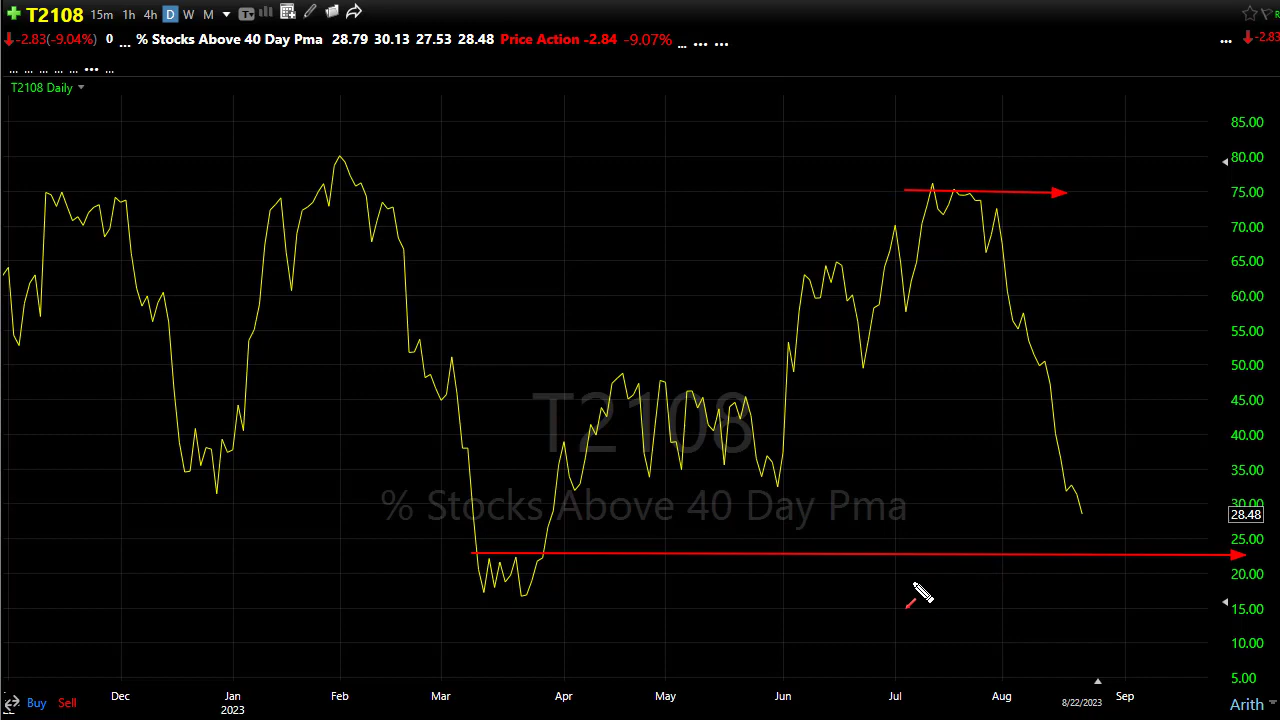 T2108 15m 1h 4h D W M
-2.83(-9.04%) 0 ... % Stocks Above 40 Day Pma 28.79 30.13 27.53 28.48 Price Action -2.84 -9.07% ... ... ... ... -2.83
... ... ... ... ... ... ...
T2108 Daily
85.00
80.00
75.00
70.00
65.00
60.00
55.00
50.00
45.00
40.00
35.00
30.00
28.48
25.00
20.00
15.00
10.00
5.00
T2108
% Stocks Above 40 Day Pma
Dec Jan Feb Mar Apr May Jun Jul Aug Sep
Buy Sell 2023 8/22/2023 Arith